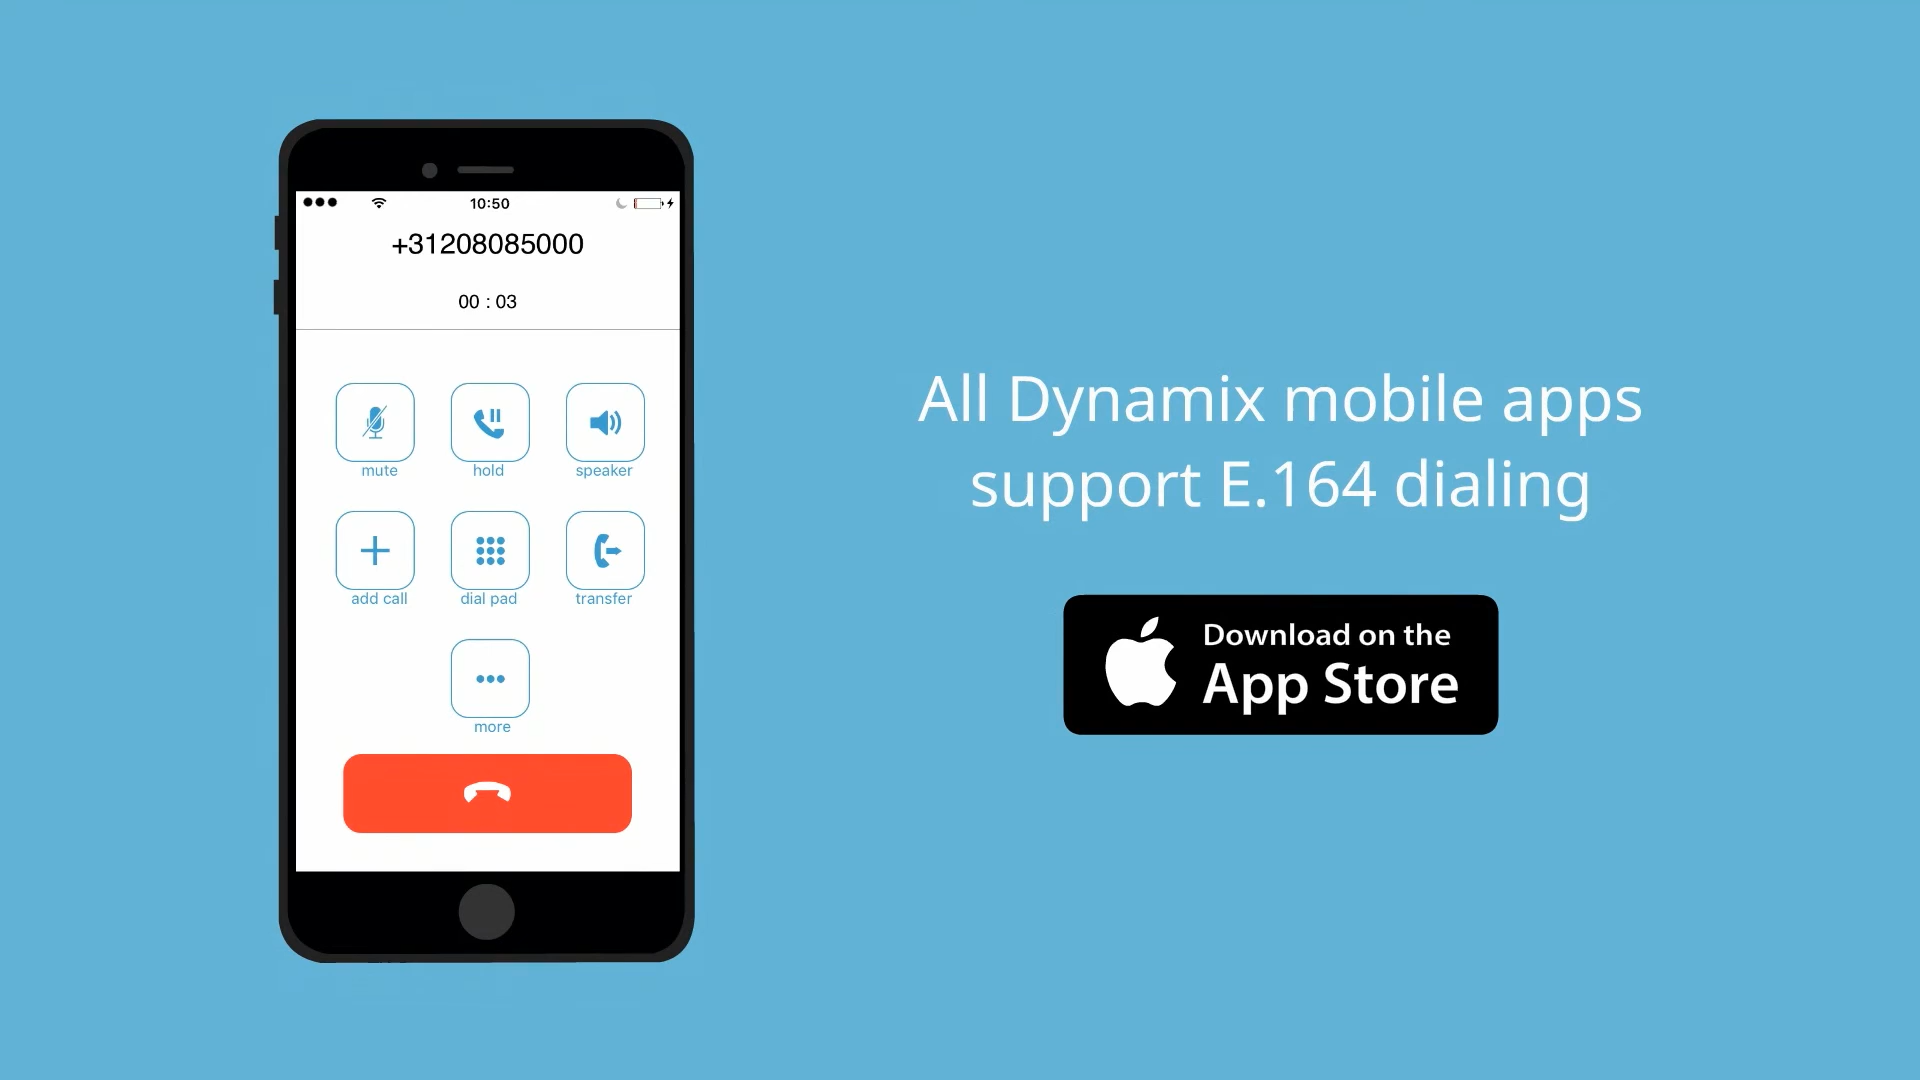 10:50
+31208085000
00 : 03
mute hold speaker
add call dial pad transfer
more
All Dynamix mobile apps
support E.164 dialing
Download on the
App Store